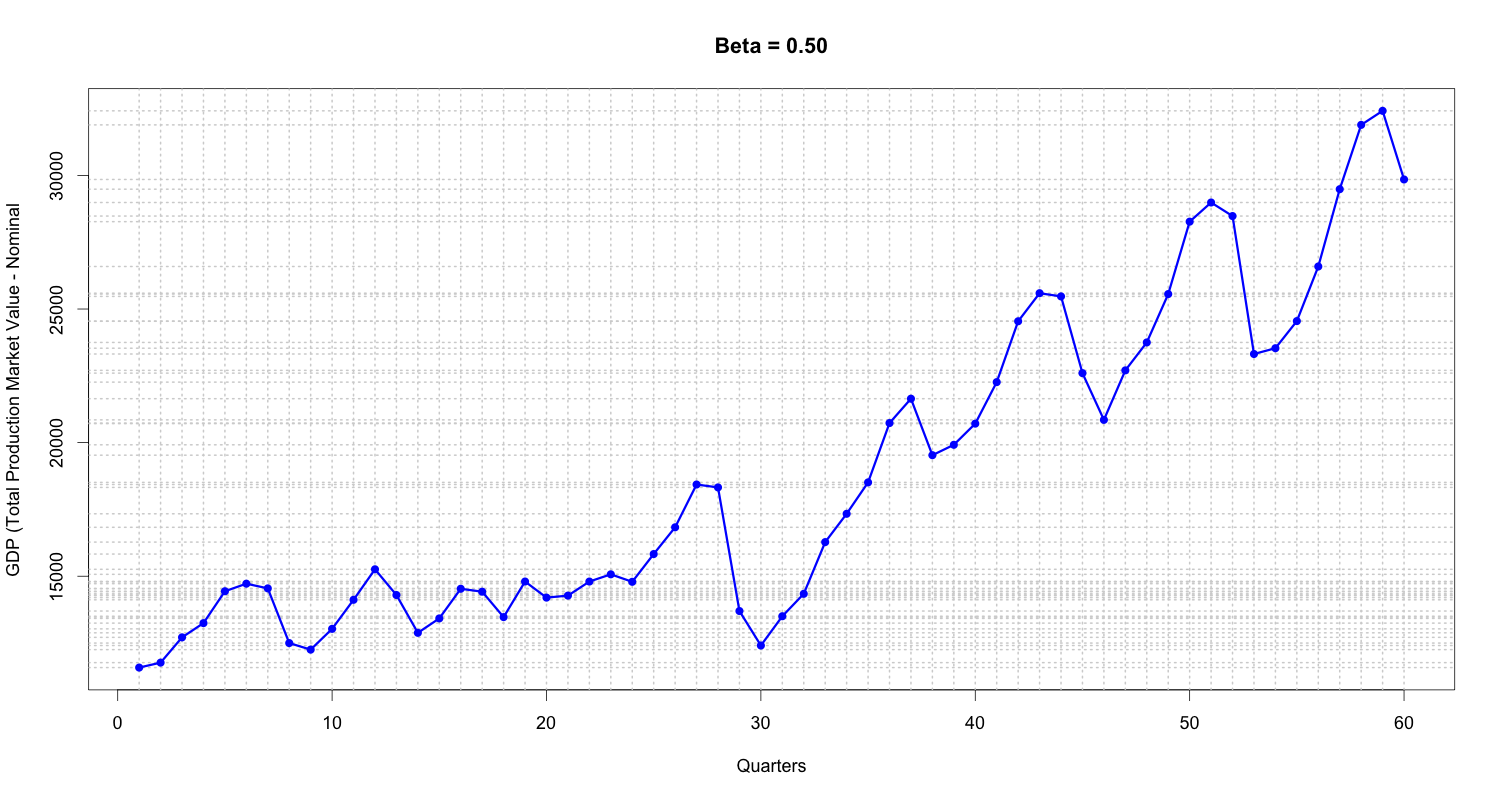 Beta = 0.50
GDP (Total Production Market Value - Nominal
30000
25000
20000
15000
0 10 20 30 40 50 60
Quarters